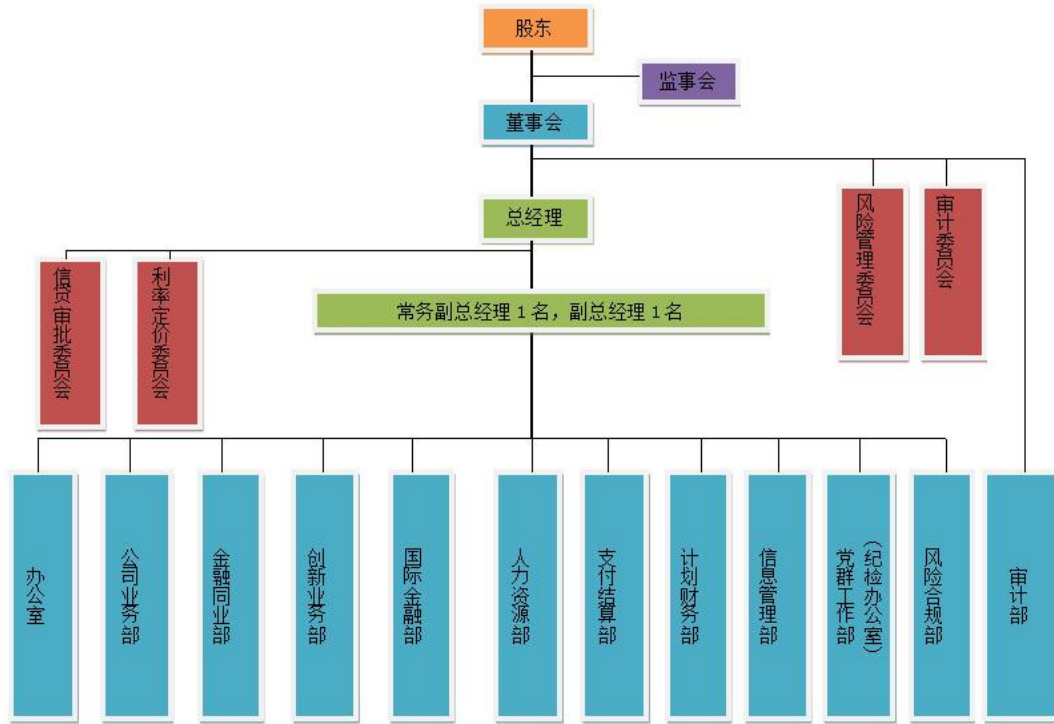 股东
监事会
董事会
总经理
风险管理委员会
审计委员会
信贷审批委员会
利率定价委员会
常务副总经理1名，副总经理1名
办公室
公司业务部
金融同业部
创新业务部
国际金融部
人力资源部
支付结算部
计划财务部
信息管理部
党群工作部
（纪检办公室）
风险合规部
审计部